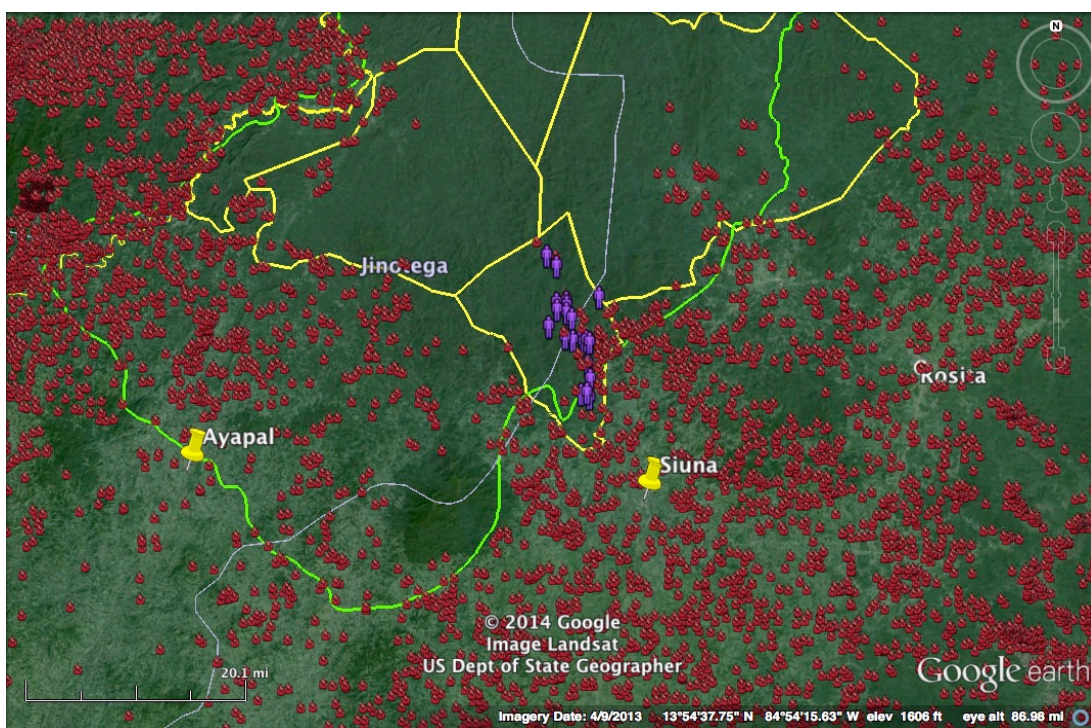 N
Jinotega
Rosita
Ayapal
Siuna
© 2014 Google
Image Landsat
US Dept of State Geographer
Google earth
20.1 mi
Imagery Date: 4/9/2013 13°54'37.75" N 84°54'15.63" W elev 1606 ft eye alt 86.98 mi